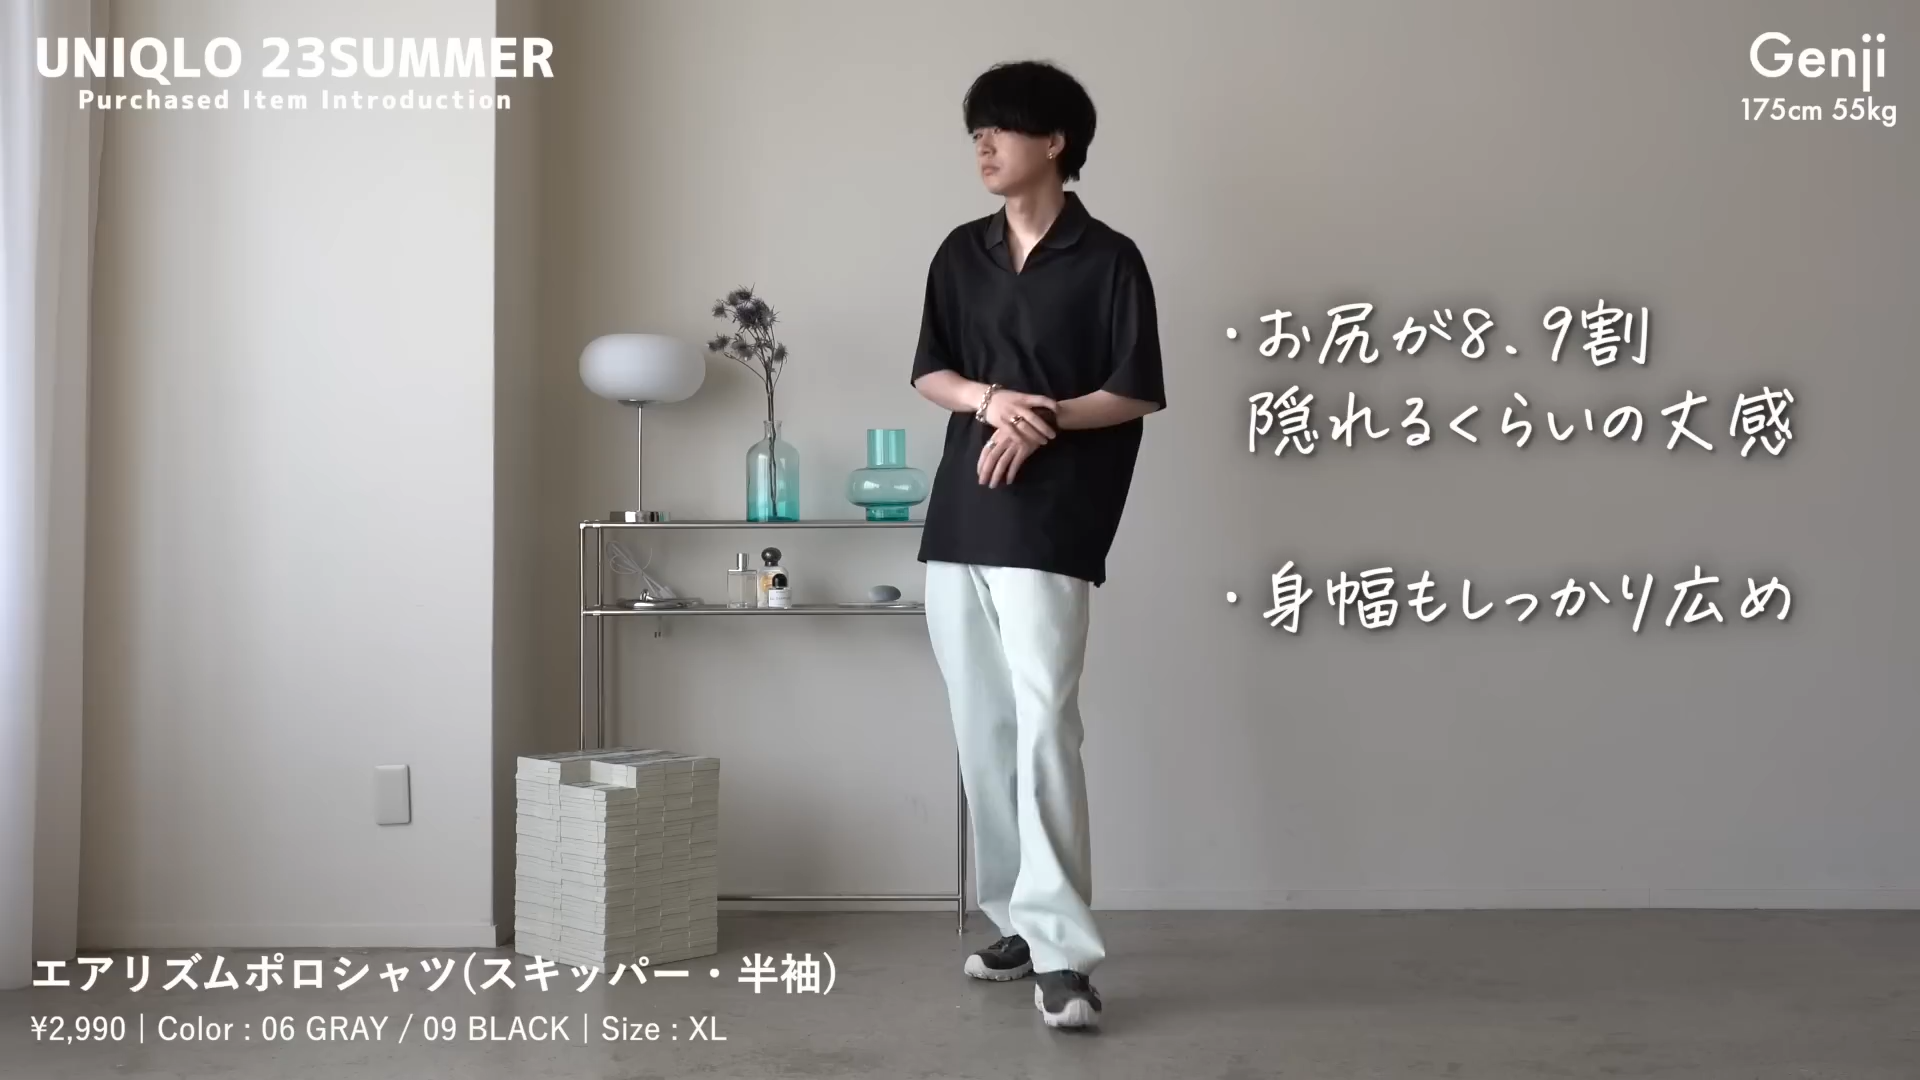 UNIQLO 23SUMMER
Purchased Item Introduction
Genji
175cm 55kg
・お尻が8.9割
隠れるくらいの丈感
・身幅もしっかり広め
エアリズムポロシャツ(スキッパー・半袖)
¥2,990 | Color : 06 GRAY / 09 BLACK | Size : XL